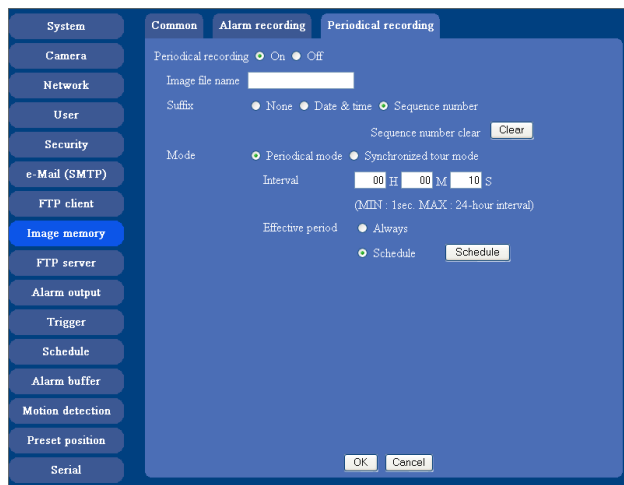 System
Camera
Network
User
Security
e-Mail (SMTP)
FTP client
Image memory
FTP server
Alarm output
Trigger
Schedule
Alarm buffer
Motion detection
Preset position
Serial
Common Alarm recording Periodical recording
Periodical recording On Off
Image file name
Suffix None Date & time Sequence number
Sequence number clear Clear
Mode Periodical mode Synchronized tour mode
Interval 00 H 00 M 10 S
(MIN : 1sec. MAX : 24-hour interval)
Effective period Always
Schedule Schedule
OK Cancel